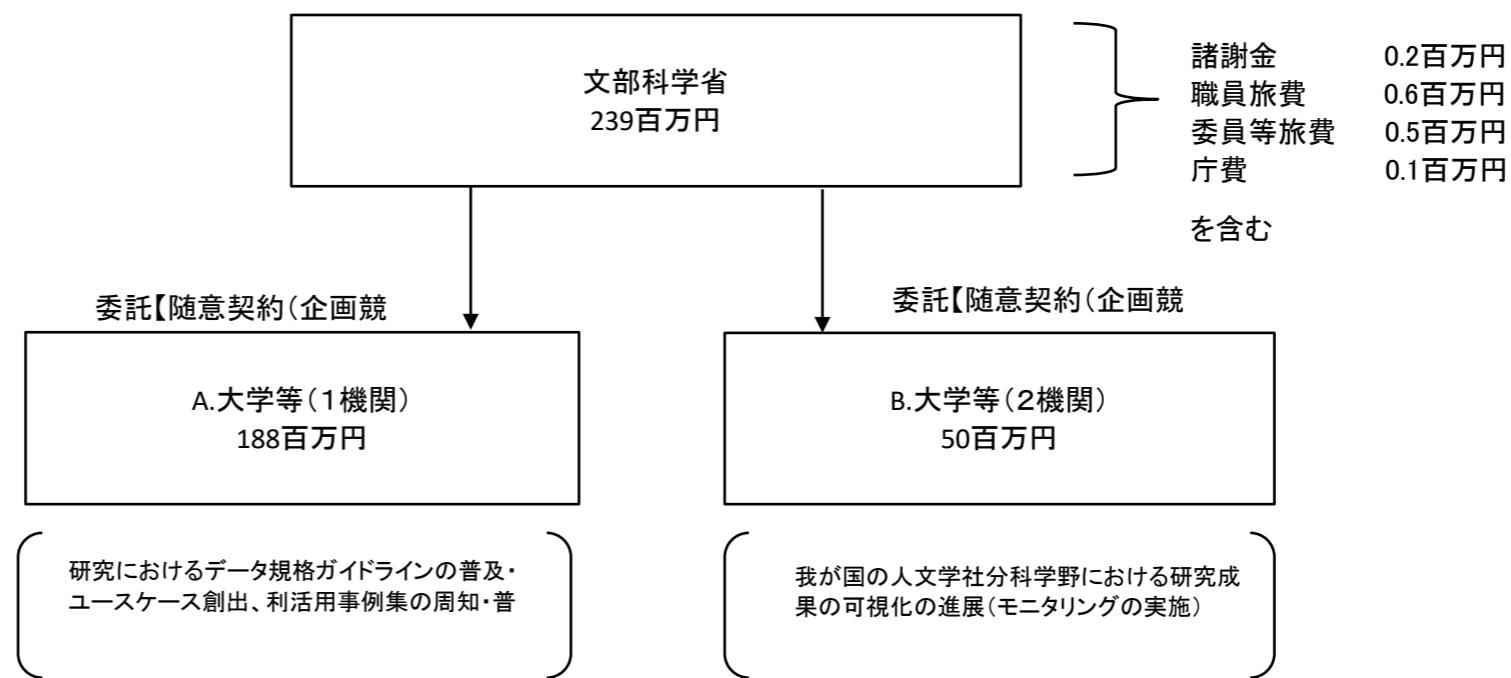 文部科学省
239百万円
諸謝金 0.2百万円
職員旅費 0.6百万円
委員等旅費 0.5百万円
庁費 0.1百万円
を含む
委託【随意契約（企画競
委託【随意契約（企画競
A.大学等（１機関）
188百万円
B.大学等（２機関）
50百万円
研究におけるデータ規格ガイドラインの普及・
ユースケース創出、利活用事例集の周知・普
我が国の人文学社分科学野における研究成
果の可視化の進展（モニタリングの実施）